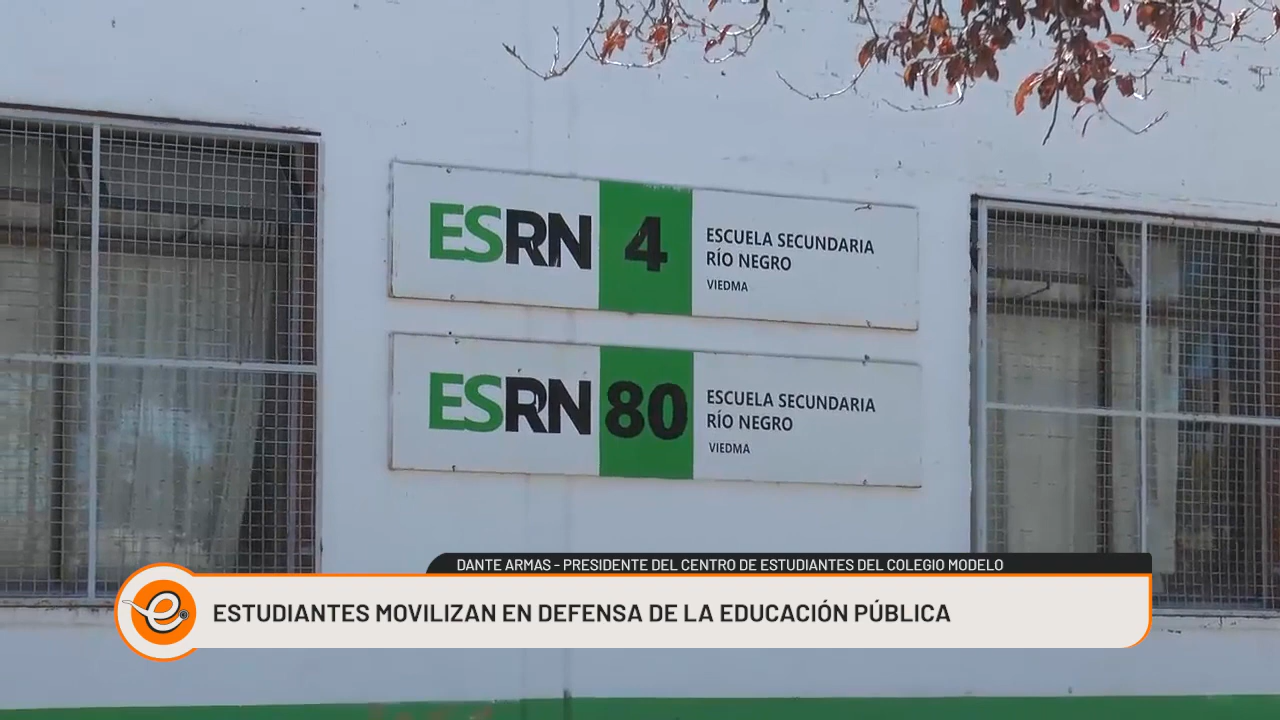 ESRN 4
ESCUELA SECUNDARIA
RÍO NEGRO
VIEDMA
ESRN 80
ESCUELA SECUNDARIA
RÍO NEGRO
VIEDMA
DANTE ARMAS - PRESIDENTE DEL CENTRO DE ESTUDIANTES DEL COLEGIO MODELO
e
ESTUDIANTES MOVILIZAN EN DEFENSA DE LA EDUCACIÓN PÚBLICA